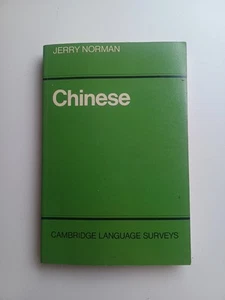 JERRY NORMAN
Chinese
CAMBRIDGE LANGUAGE SURVEYS